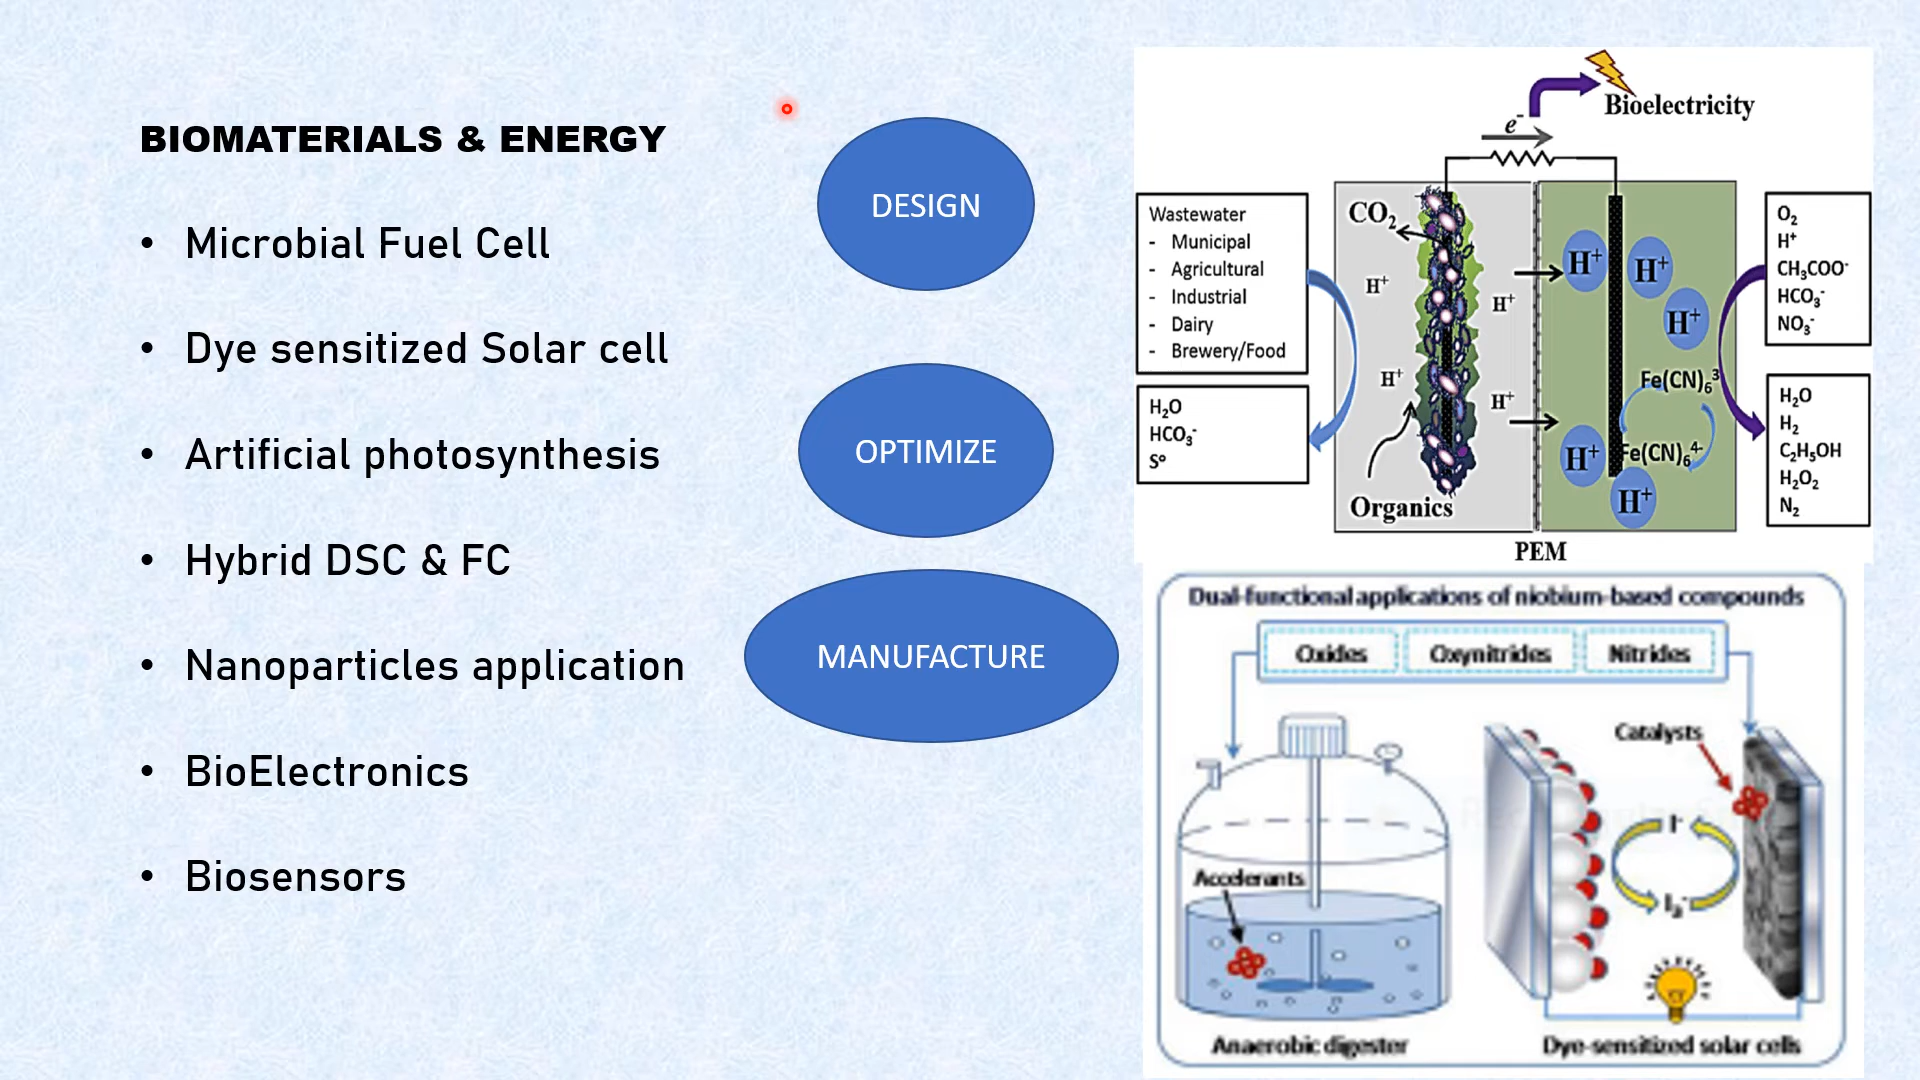 BIOMATERIALS & ENERGY
• Microbial Fuel Cell
• Dye sensitized Solar cell
• Artificial photosynthesis
• Hybrid DSC & FC
• Nanoparticles application
• BioElectronics
• Biosensors
DESIGN
OPTIMIZE
MANUFACTURE
Bioelectricity
e⁻
Wastewater
- Municipal
- Agricultural
- Industrial
- Dairy
- Brewery/Food
H₂O
HCO₃⁻
S°
CO₂
H⁺
H⁺
H⁺
H⁺
Organics
H⁺
H⁺
H⁺
Fe(CN)₆³
Fe(CN)₆⁴⁻
H⁺
H⁺
PEM
O₂
H⁺
CH₃COO⁻
HCO₃⁻
NO₃⁻
H₂O
H₂
C₂H₅OH
H₂O₂
N₂
Dual-functional applications of niobium-based compounds
Oxides
Oxynitrides
Nitrides
Catalysts
I⁻
I₃⁻
Accelerants
Anaerobic digester
Dye-sensitized solar cells